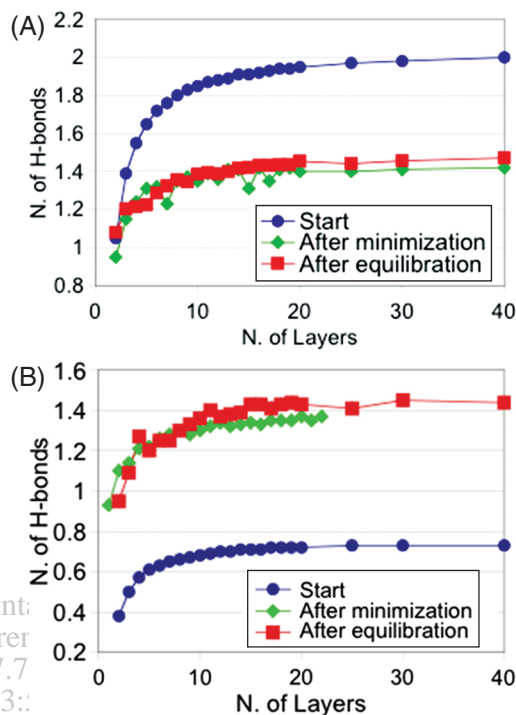 (A)
2.2
2
1.8
1.6
1.4
1.2
1
0.8
N. of H-bonds
Start
After minimization
After equilibration
0 10 20 30 40
N. of Layers
(B)
1.6
1.4
1.2
1
0.8
0.6
0.4
0.2
N. of H-bonds
Start
After minimization
After equilibration
0 10 20 30 40
N. of Layers